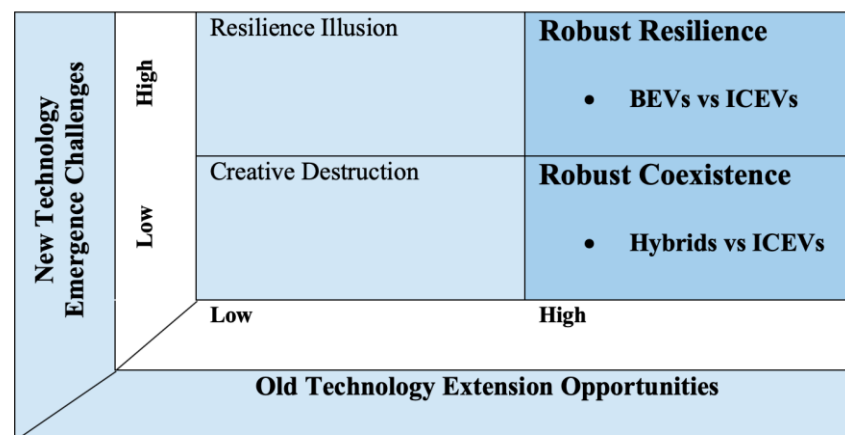 New Technology
Emergence Challenges
High
Low
Resilience Illusion
Robust Resilience
• BEVs vs ICEVs
Creative Destruction
Robust Coexistence
• Hybrids vs ICEVs
Low
High
Old Technology Extension Opportunities